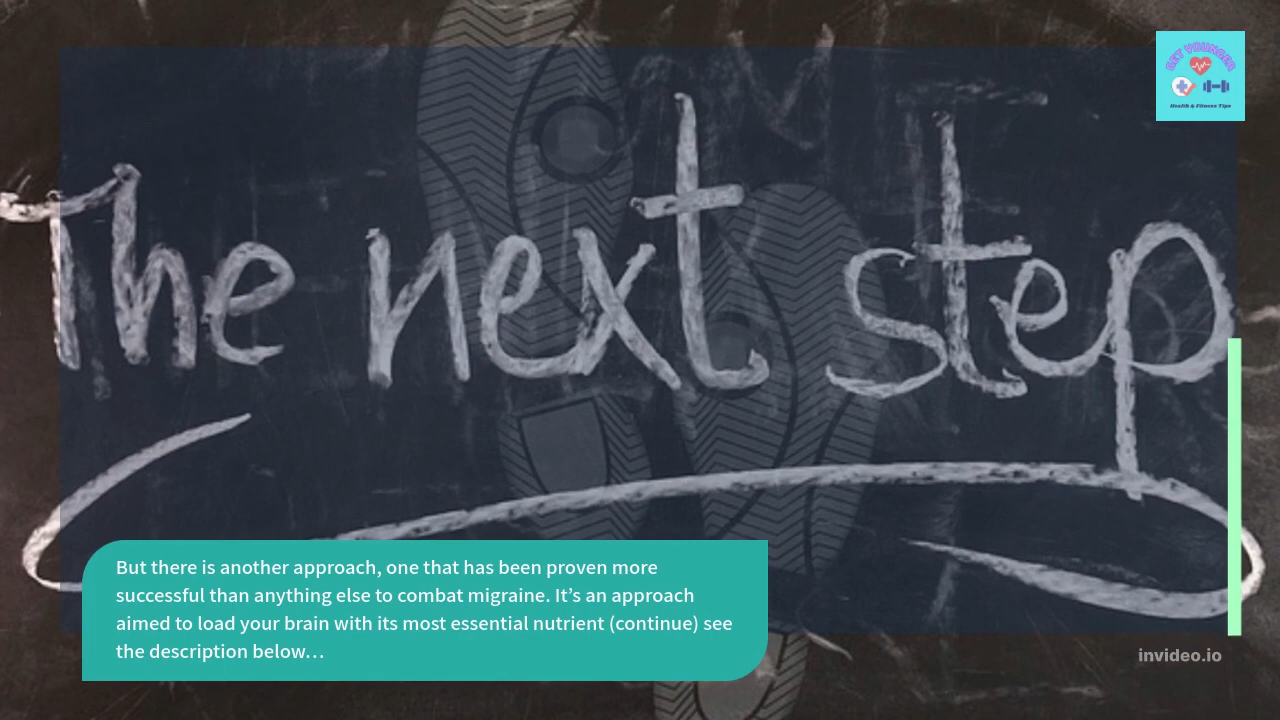 GET YOUNGER
Health & Fitness Tips
The next step
But there is another approach, one that has been proven more
successful than anything else to combat migraine. It’s an approach
aimed to load your brain with its most essential nutrient (continue) see
the description below…
invideo.io